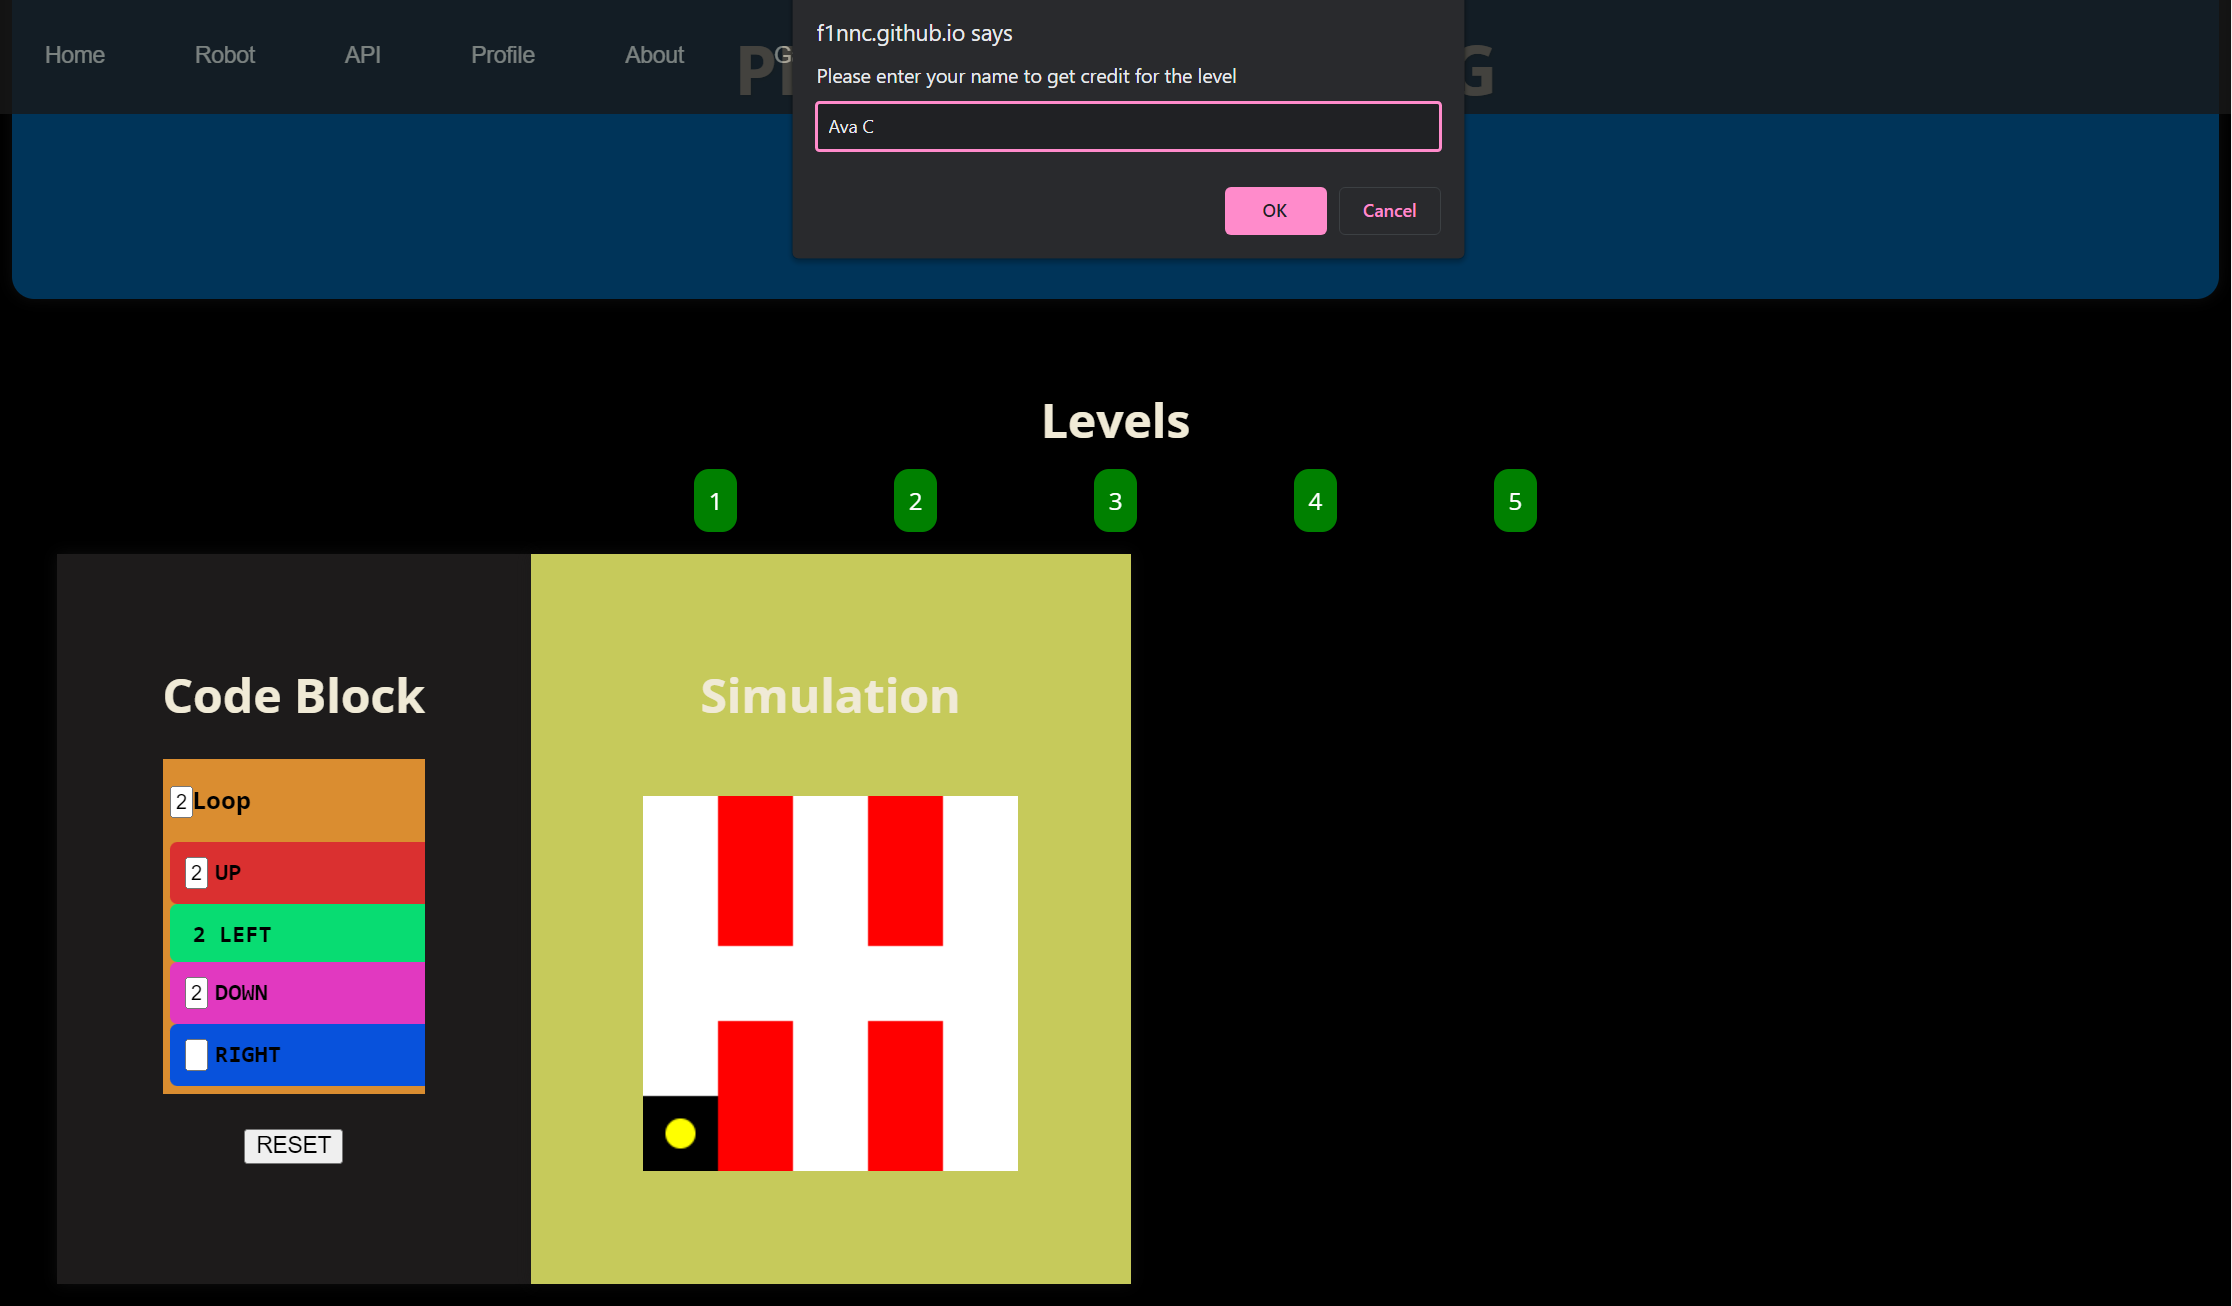 f1nnc.github.io says
Home Robot API Profile About
Please enter your name to get credit for the level
Ava C
OK Cancel
Levels
1 2 3 4 5
Code Block
Simulation
2 Loop
2 UP
2 LEFT
2 DOWN
RIGHT
RESET